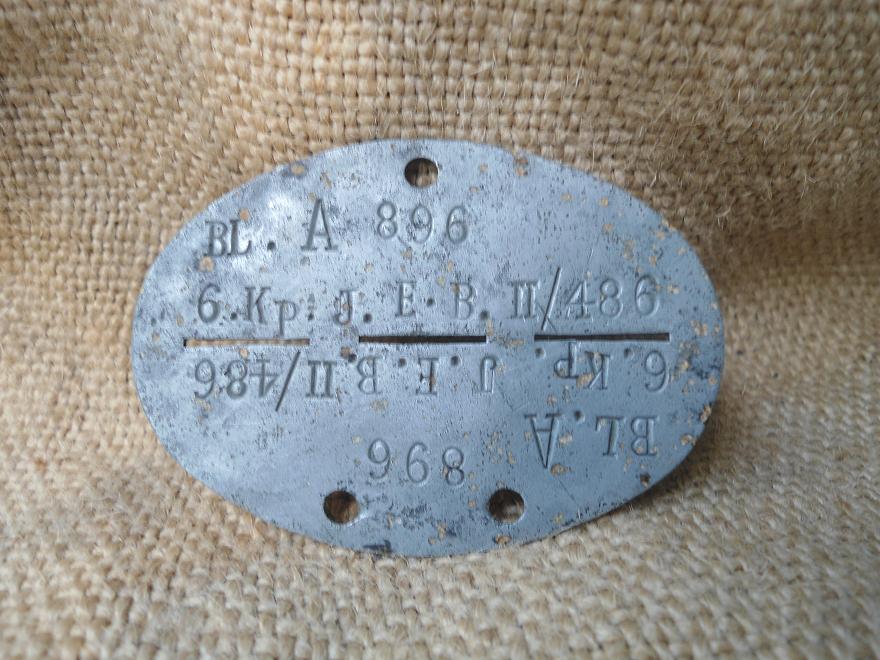 BL. A 896
6.Kp. J. E. B. II/486
BL. A 896
6. Kp. J. E. B. II/486